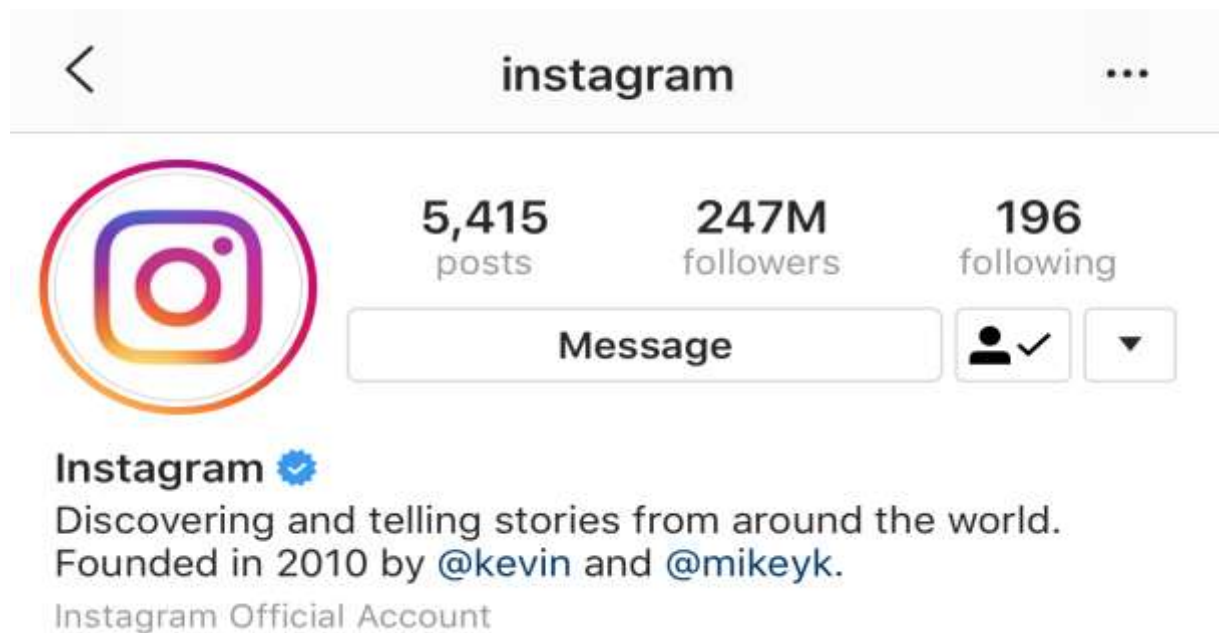 instagram
5,415 247M 196
posts followers following
Message
Instagram
Discovering and telling stories from around the world.
Founded in 2010 by @kevin and @mikeyk.
Instagram Official Account